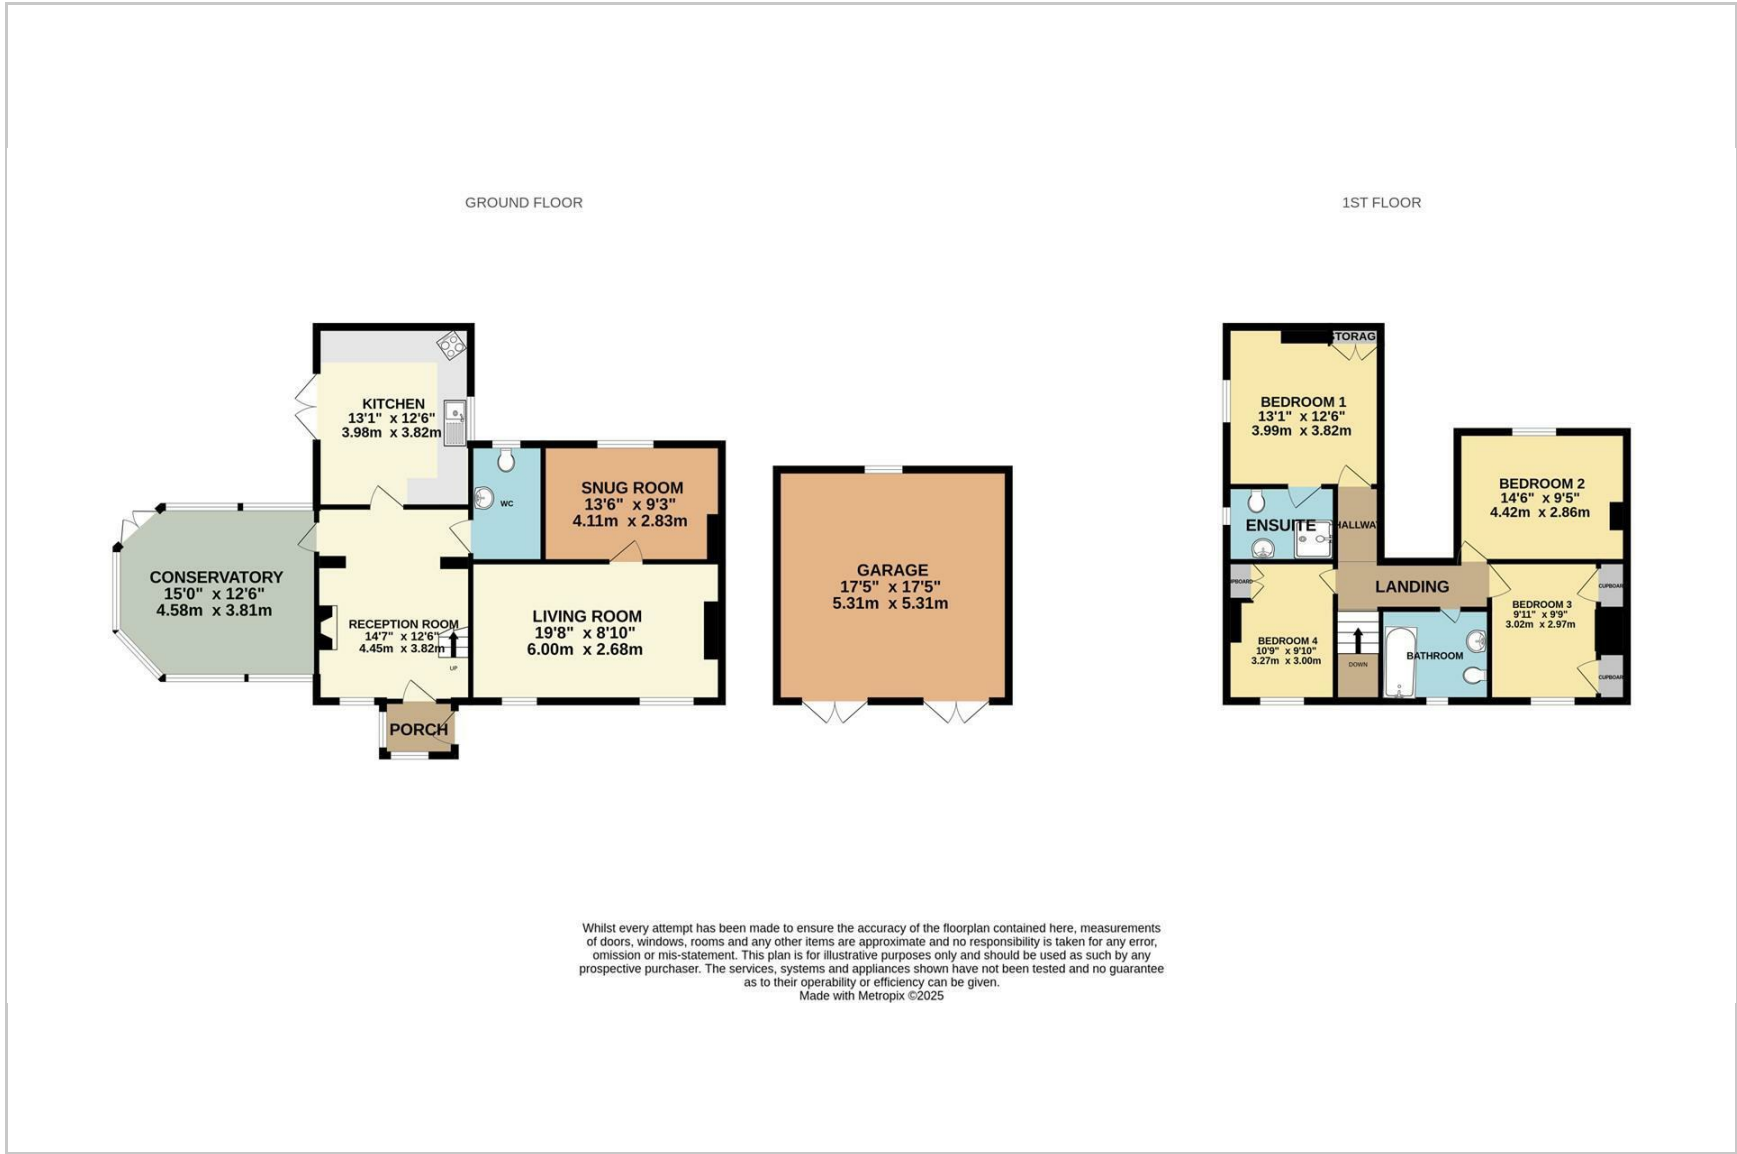 GROUND FLOOR
1ST FLOOR
KITCHEN
13'1" x 12'6"
3.98m x 3.82m
WC
SNUG ROOM
13'6" x 9'3"
4.11m x 2.83m
CONSERVATORY
15'0" x 12'6"
4.58m x 3.81m
RECEPTION ROOM
14'7" x 12'6"
4.45m x 3.82m
UP
LIVING ROOM
19'8" x 8'10"
6.00m x 2.68m
PORCH
GARAGE
17'5" x 17'5"
5.31m x 5.31m
STORAG
BEDROOM 1
13'1" x 12'6"
3.99m x 3.82m
BEDROOM 2
14'6" x 9'5"
4.42m x 2.86m
ENSUITE
HALLWA
LANDING
UPBOARD
CUPBOAR
BEDROOM 3
9'11" x 9'9"
3.02m x 2.97m
BEDROOM 4
10'9" x 9'10"
3.27m x 3.00m
DOWN
BATHROOM
CUPBOAR
Whilst every attempt has been made to ensure the accuracy of the floorplan contained here, measurements
of doors, windows, rooms and any other items are approximate and no responsibility is taken for any error,
omission or mis-statement. This plan is for illustrative purposes only and should be used as such by any
prospective purchaser. The services, systems and appliances shown have not been tested and no guarantee
as to their operability or efficiency can be given.
Made with Metropix ©2025